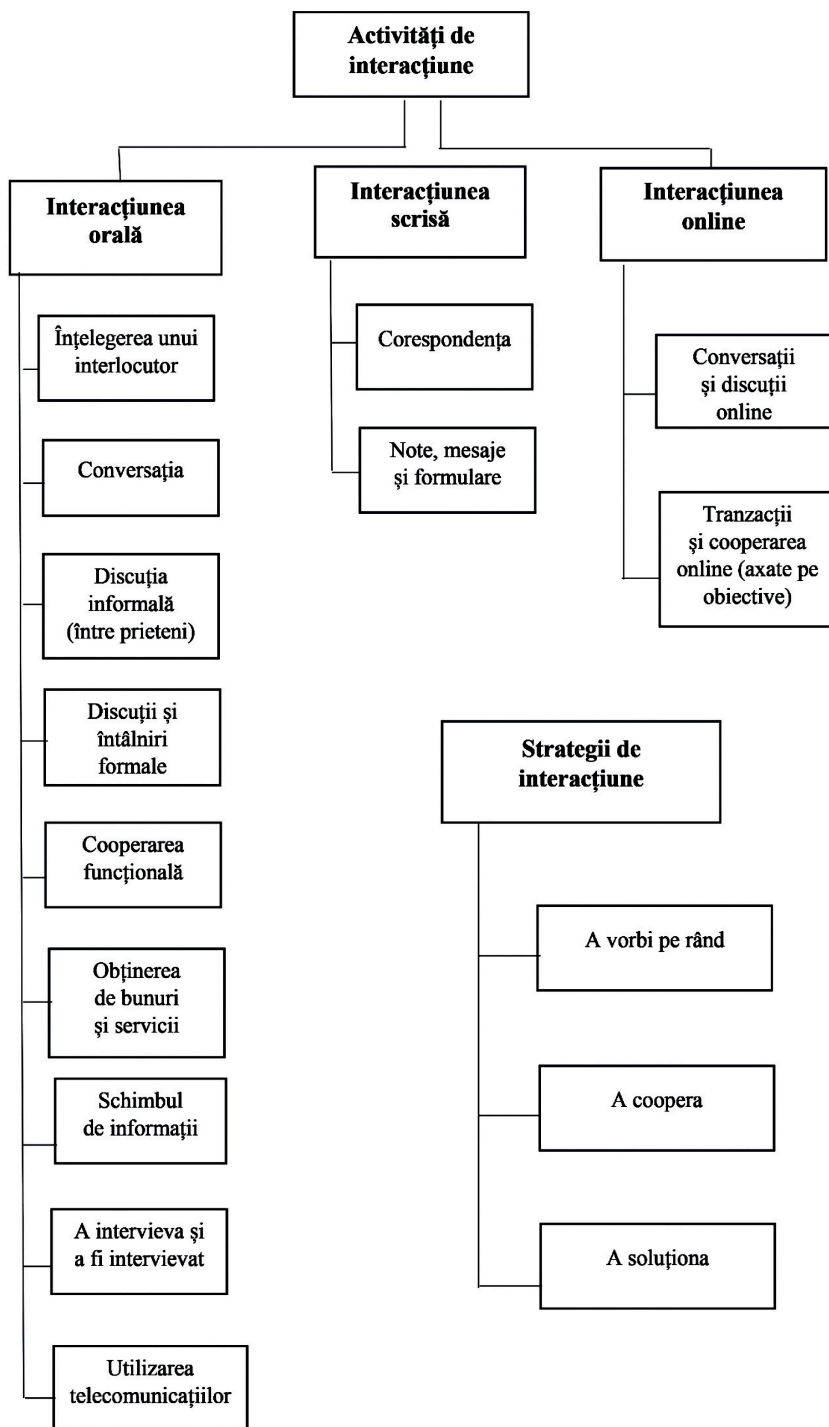 Activități de
interacțiune
Interacțiunea
orală
Înțelegerea unui
interlocutor
Conversația
Discuția
informală
(între prieteni)
Discuții și
întâlniri
formale
Cooperarea
funcțională
Obținerea
de bunuri
și servicii
Schimbul
de informații
A intervieva și
a fi intervievat
Utilizarea
telecomunicațiilor
Interacțiunea
scrisă
Corespondența
Note, mesaje
și formulare
Interacțiunea
online
Conversații
și discuții
online
Tranzacții
și cooperarea
online (axate pe
obiective)
Strategii de
interacțiune
A vorbi pe rând
A coopera
A soluționa